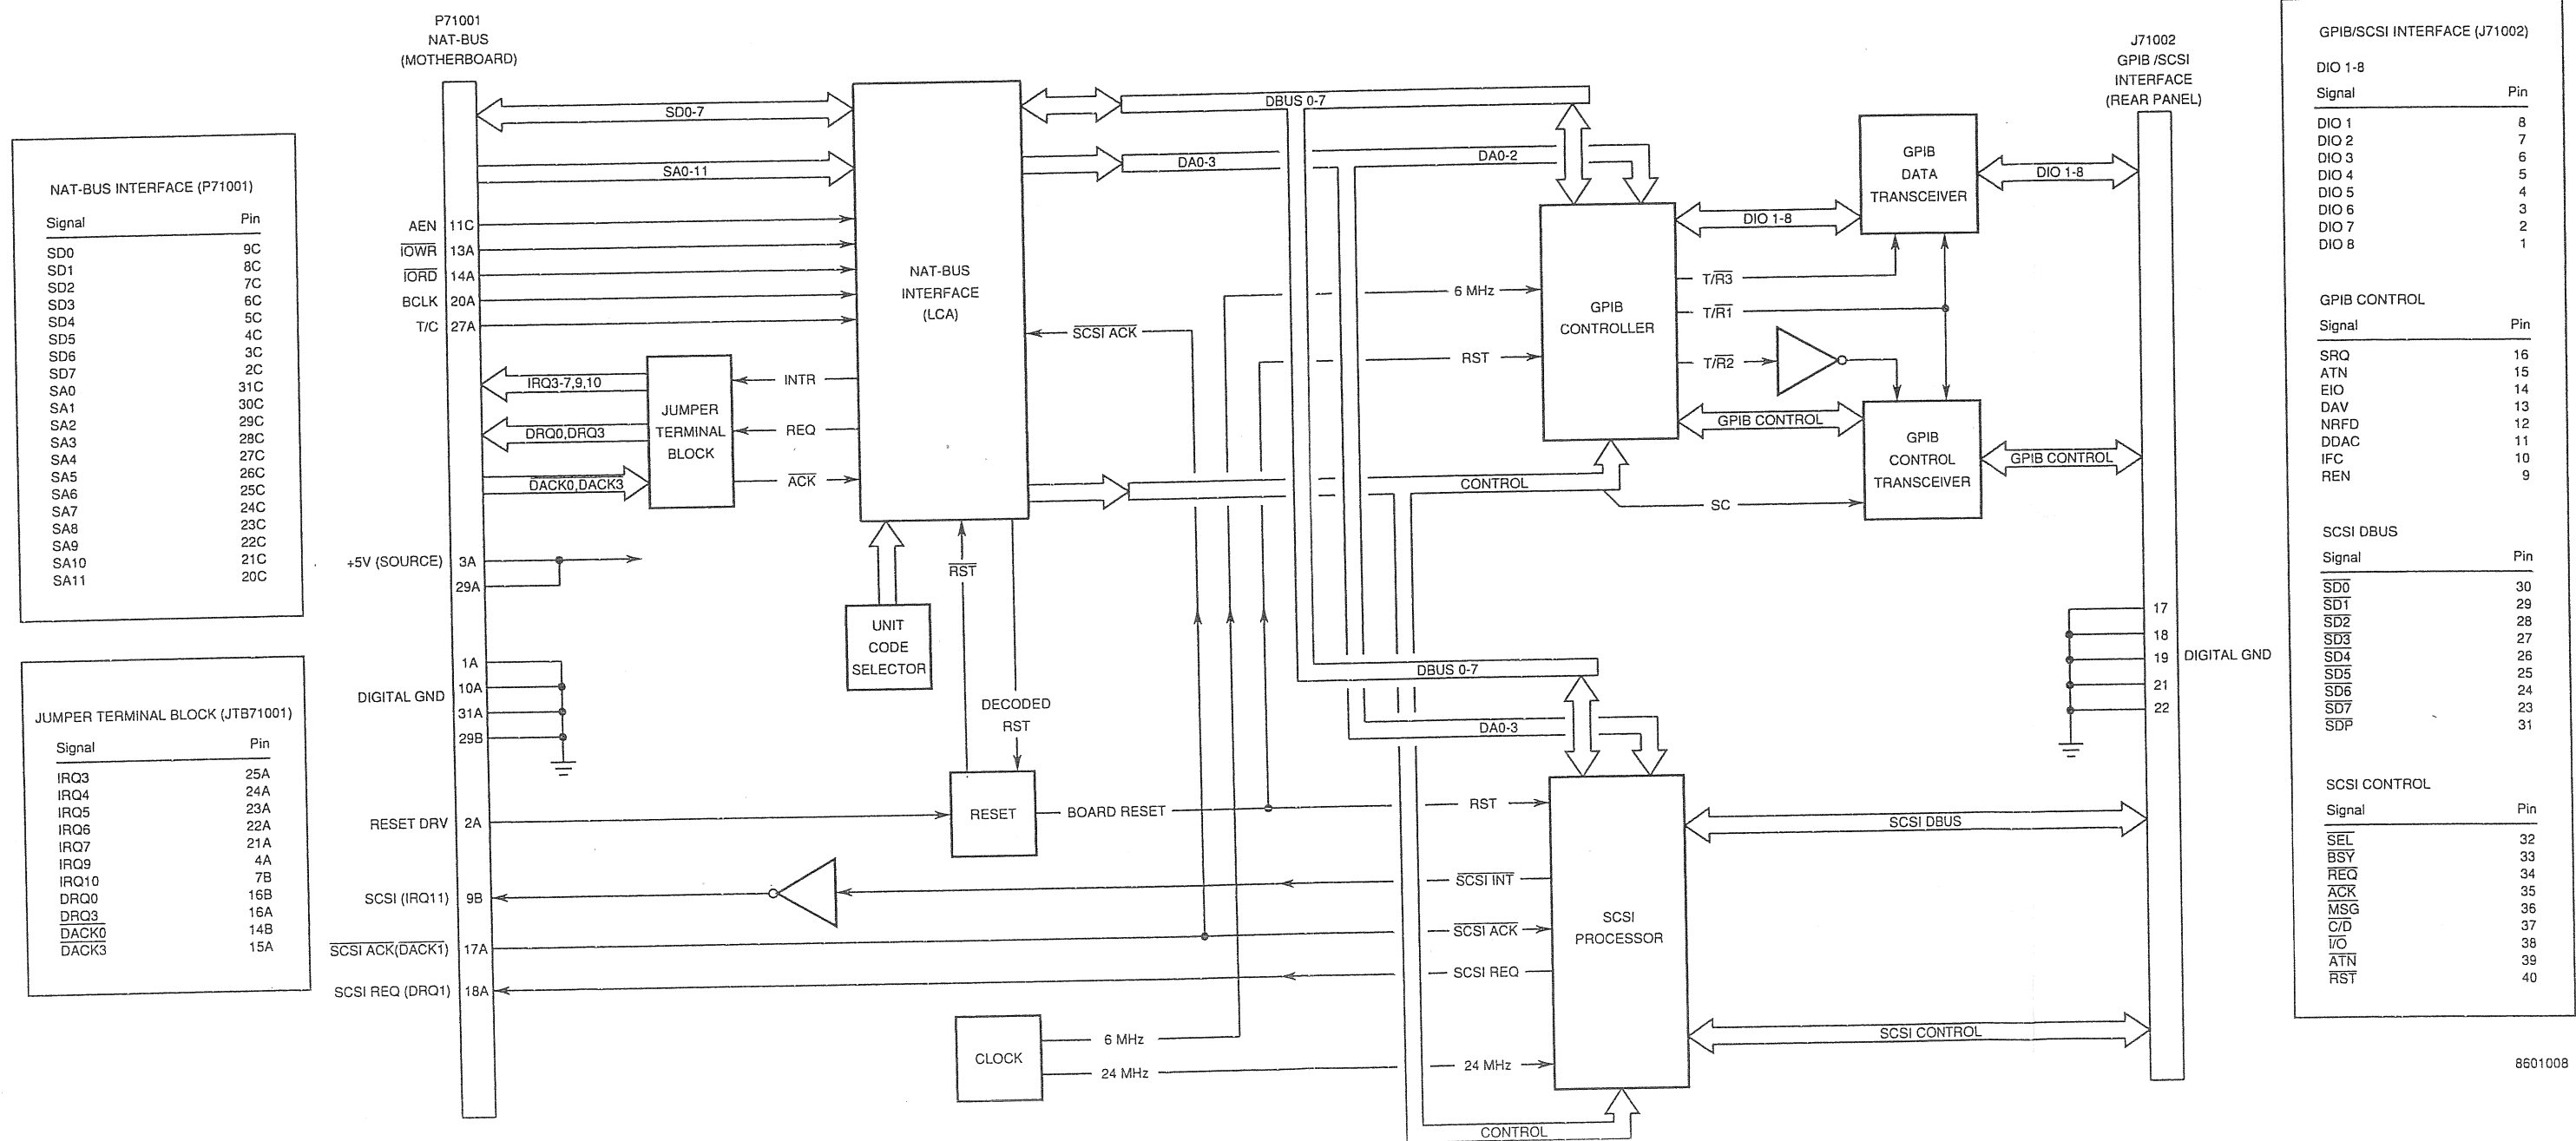 P71001
NAT-BUS
(MOTHERBOARD)
NAT-BUS INTERFACE (P71001)
Signal Pin
SD0 9C
SD1 8C
SD2 7C
SD3 6C
SD4 5C
SD5 4C
SD6 3C
SD7 2C
SA0 31C
SA1 30C
SA2 29C
SA3 28C
SA4 27C
SA5 26C
SA6 25C
SA7 24C
SA8 23C
SA9 22C
SA10 21C
SA11 20C
JUMPER TERMINAL BLOCK (JTB71001)
Signal Pin
IRQ3 25A
IRQ4 24A
IRQ5 23A
IRQ6 22A
IRQ7 21A
IRQ9 4A
IRQ10 7B
DRQ0 16B
DRQ3 16A
DACK0 14B
DACK3 15A
SD0-7
SA0-11
AEN 11C
IOWR 13A
IORD 14A
BCLK 20A
T/C 27A
IRQ3-7,9,10
DRQ0,DRQ3
DACK0,DACK3
JUMPER
TERMINAL
BLOCK
INTR
REQ
ACK
+5V (SOURCE) 3A
29A
1A
DIGITAL GND 10A
31A
29B
RESET DRV 2A
SCSI (IRQ11) 9B
SCSI ACK(DACK1) 17A
SCSI REQ (DRQ1) 18A
NAT-BUS
INTERFACE
(LCA)
UNIT
CODE
SELECTOR
RST
DECODED
RST
RESET
BOARD RESET
CLOCK
6 MHz
24 MHz
SCSI ACK
DBUS 0-7
DA0-3
DA0-2
6 MHz
RST
CONTROL
GPIB
CONTROLLER
DIO 1-8
T/R3
T/R1
T/R2
GPIB CONTROL
SC
GPIB
DATA
TRANSCEIVER
DIO 1-8
GPIB
CONTROL
TRANSCEIVER
GPIB CONTROL
DBUS 0-7
DA0-3
RST
SCSI INT
SCSI ACK
SCSI REQ
24 MHz
CONTROL
SCSI
PROCESSOR
SCSI DBUS
SCSI CONTROL
J71002
GPIB /SCSI
INTERFACE
(REAR PANEL)
17
18
19 DIGITAL GND
21
22
GPIB/SCSI INTERFACE (J71002)
DIO 1-8
Signal Pin
DIO 1 8
DIO 2 7
DIO 3 6
DIO 4 5
DIO 5 4
DIO 6 3
DIO 7 2
DIO 8 1
GPIB CONTROL
Signal Pin
SRQ 16
ATN 15
EIO 14
DAV 13
NRFD 12
DDAC 11
IFC 10
REN 9
SCSI DBUS
Signal Pin
SD0 30
SD1 29
SD2 28
SD3 27
SD4 26
SD5 25
SD6 24
SD7 23
SDP 31
SCSI CONTROL
Signal Pin
SEL 32
BSY 33
REQ 34
ACK 35
MSG 36
C/D 37
I/O 38
ATN 39
RST 40
8601008